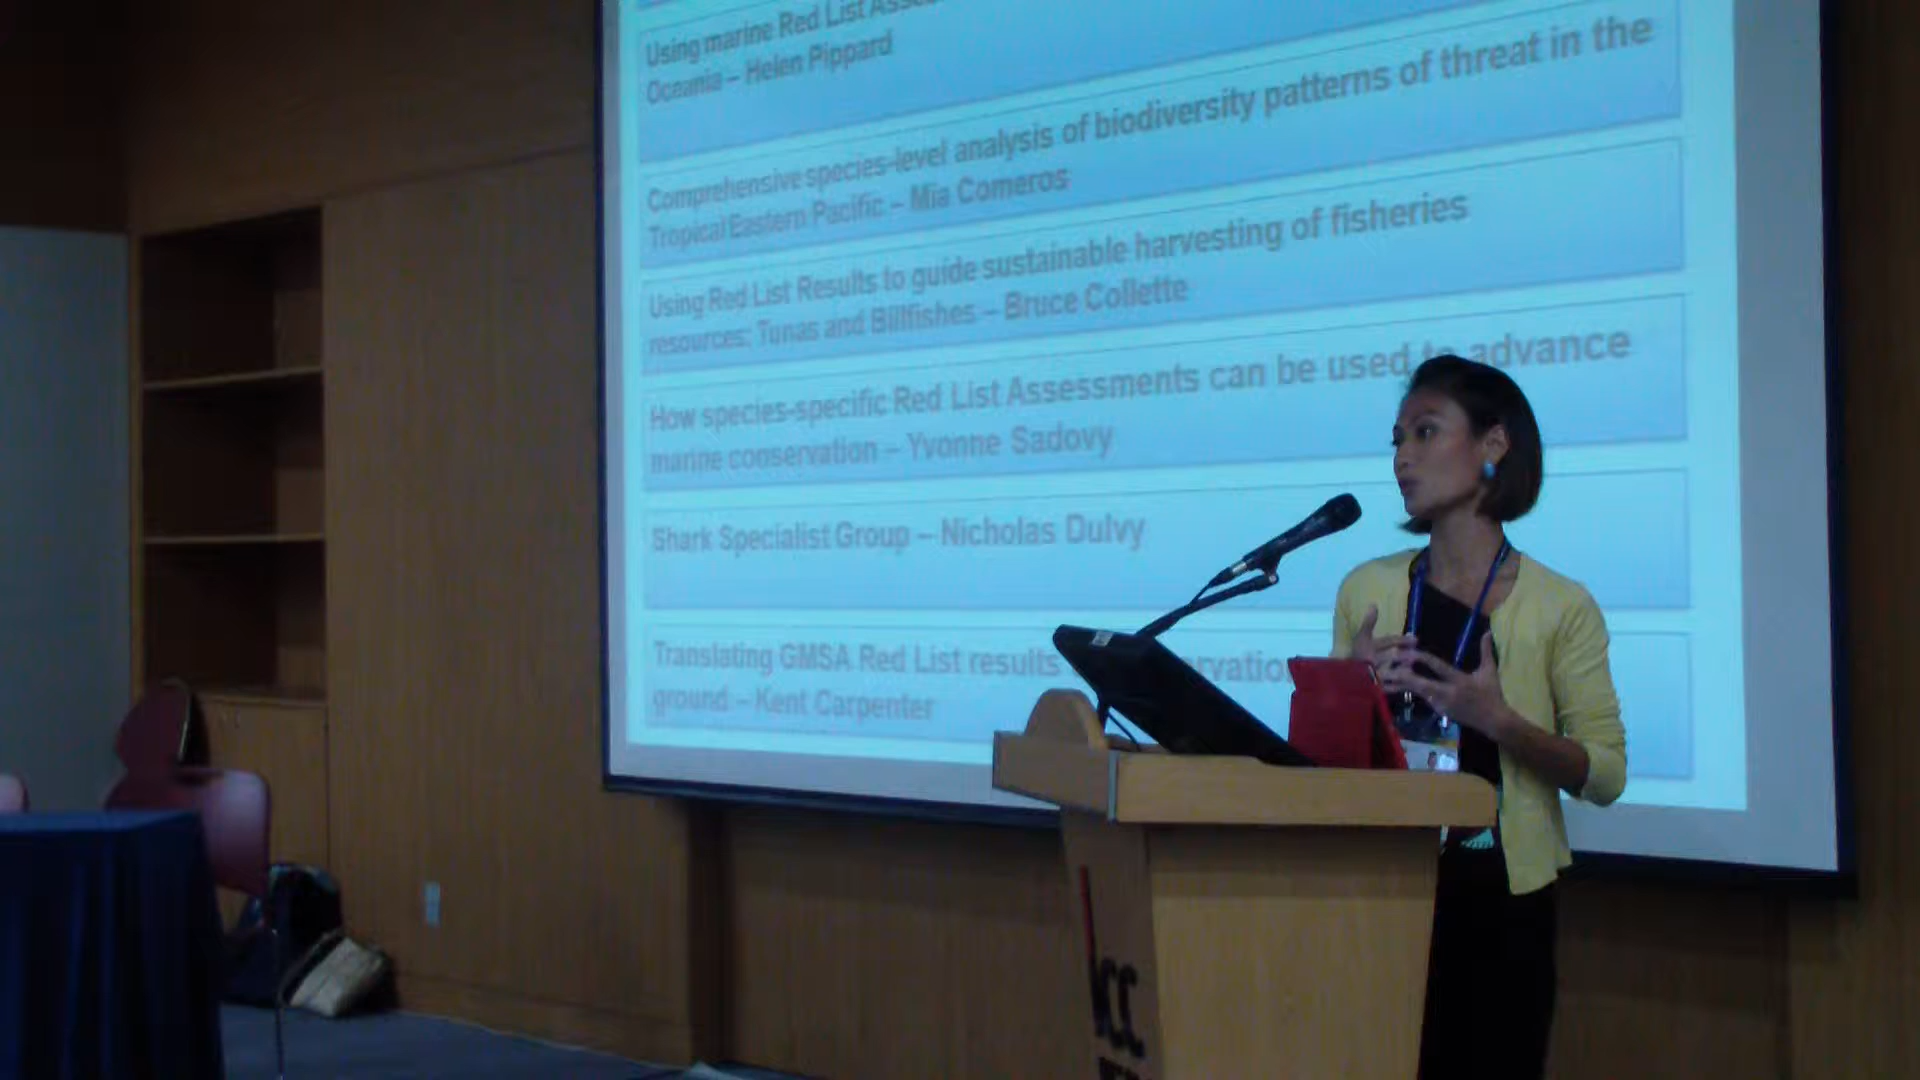 Using marine Red List
Oceania – Helen Pippard
Comprehensive species-level analysis of biodiversity patterns of threat in the
Tropical Eastern Pacific – Mia Comeros
Using Red List Results to guide sustainable harvesting of fisheries
resources: Tunas and Billfishes – Bruce Collette
How species-specific Red List Assessments can be used to advance
marine conservation – Yvonne Sadovy
Shark Specialist Group – Nicholas Dulvy
Translating GMSA Red List results
ground – Kent Carpenter
ICC